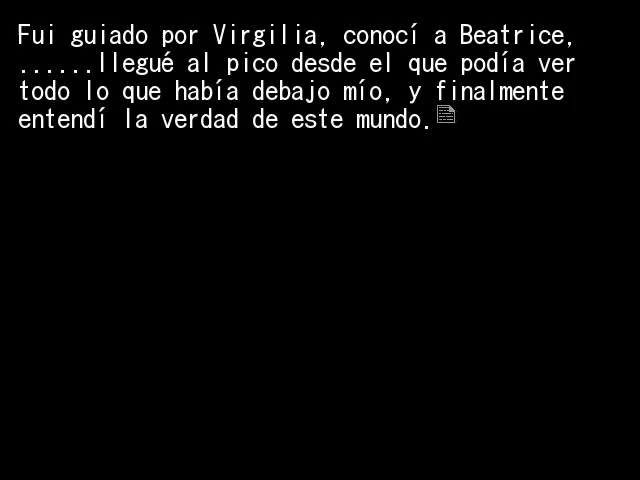 Fui guiado por Virgilia, conocí a Beatrice,
......llegué al pico desde el que podía ver
todo lo que había debajo mío, y finalmente
entendí la verdad de este mundo.